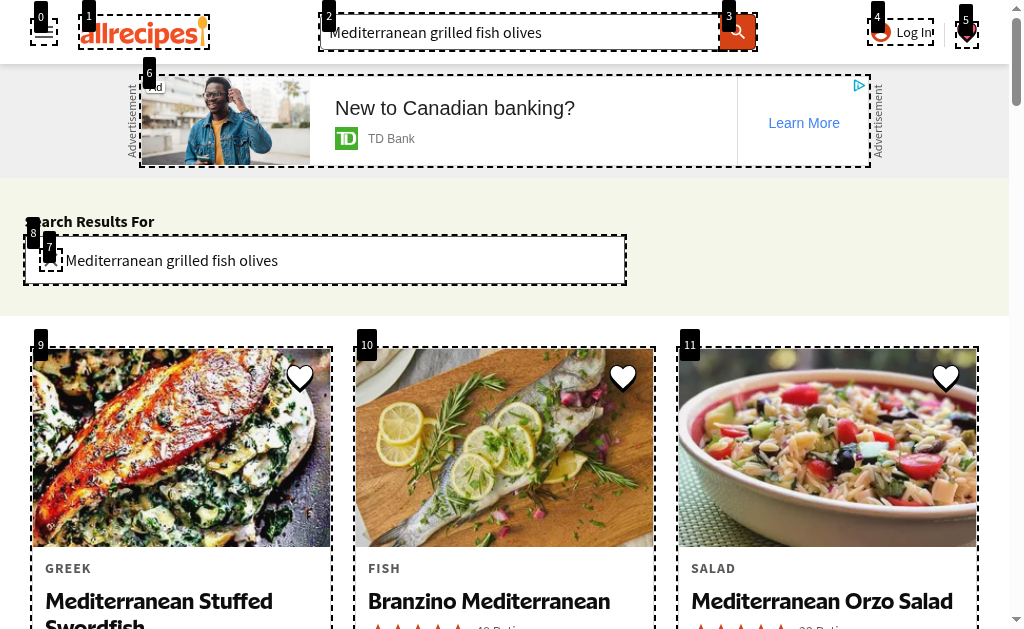 0
1
2
3
4
5
allrecipes
Mediterranean grilled fish olives
Log In
6
Ad
Advertisement
New to Canadian banking?
TD
TD Bank
Learn More
Advertisement
Search Results For
8
7
Mediterranean grilled fish olives
9
10
11
GREEK
FISH
SALAD
Mediterranean Stuffed
Swordfish
Branzino Mediterranean
Mediterranean Orzo Salad